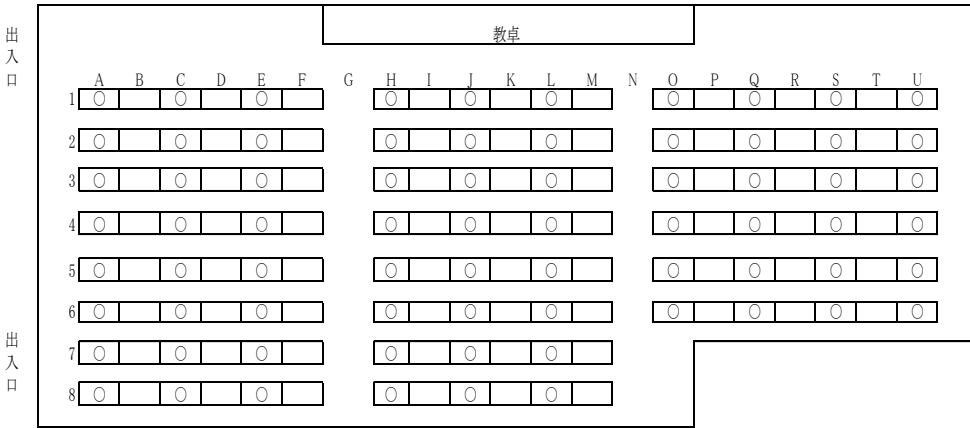 教卓
出入口
A B C D E F G H I J K L M N O P Q R S T U
1 ○ ○ ○ ○ ○ ○ ○ ○ ○ ○
2 ○ ○ ○ ○ ○ ○ ○ ○ ○ ○
3 ○ ○ ○ ○ ○ ○ ○ ○ ○ ○
4 ○ ○ ○ ○ ○ ○ ○ ○ ○ ○
5 ○ ○ ○ ○ ○ ○ ○ ○ ○ ○
6 ○ ○ ○ ○ ○ ○ ○ ○ ○ ○
7 ○ ○ ○ ○ ○ ○
8 ○ ○ ○ ○ ○ ○
出入口